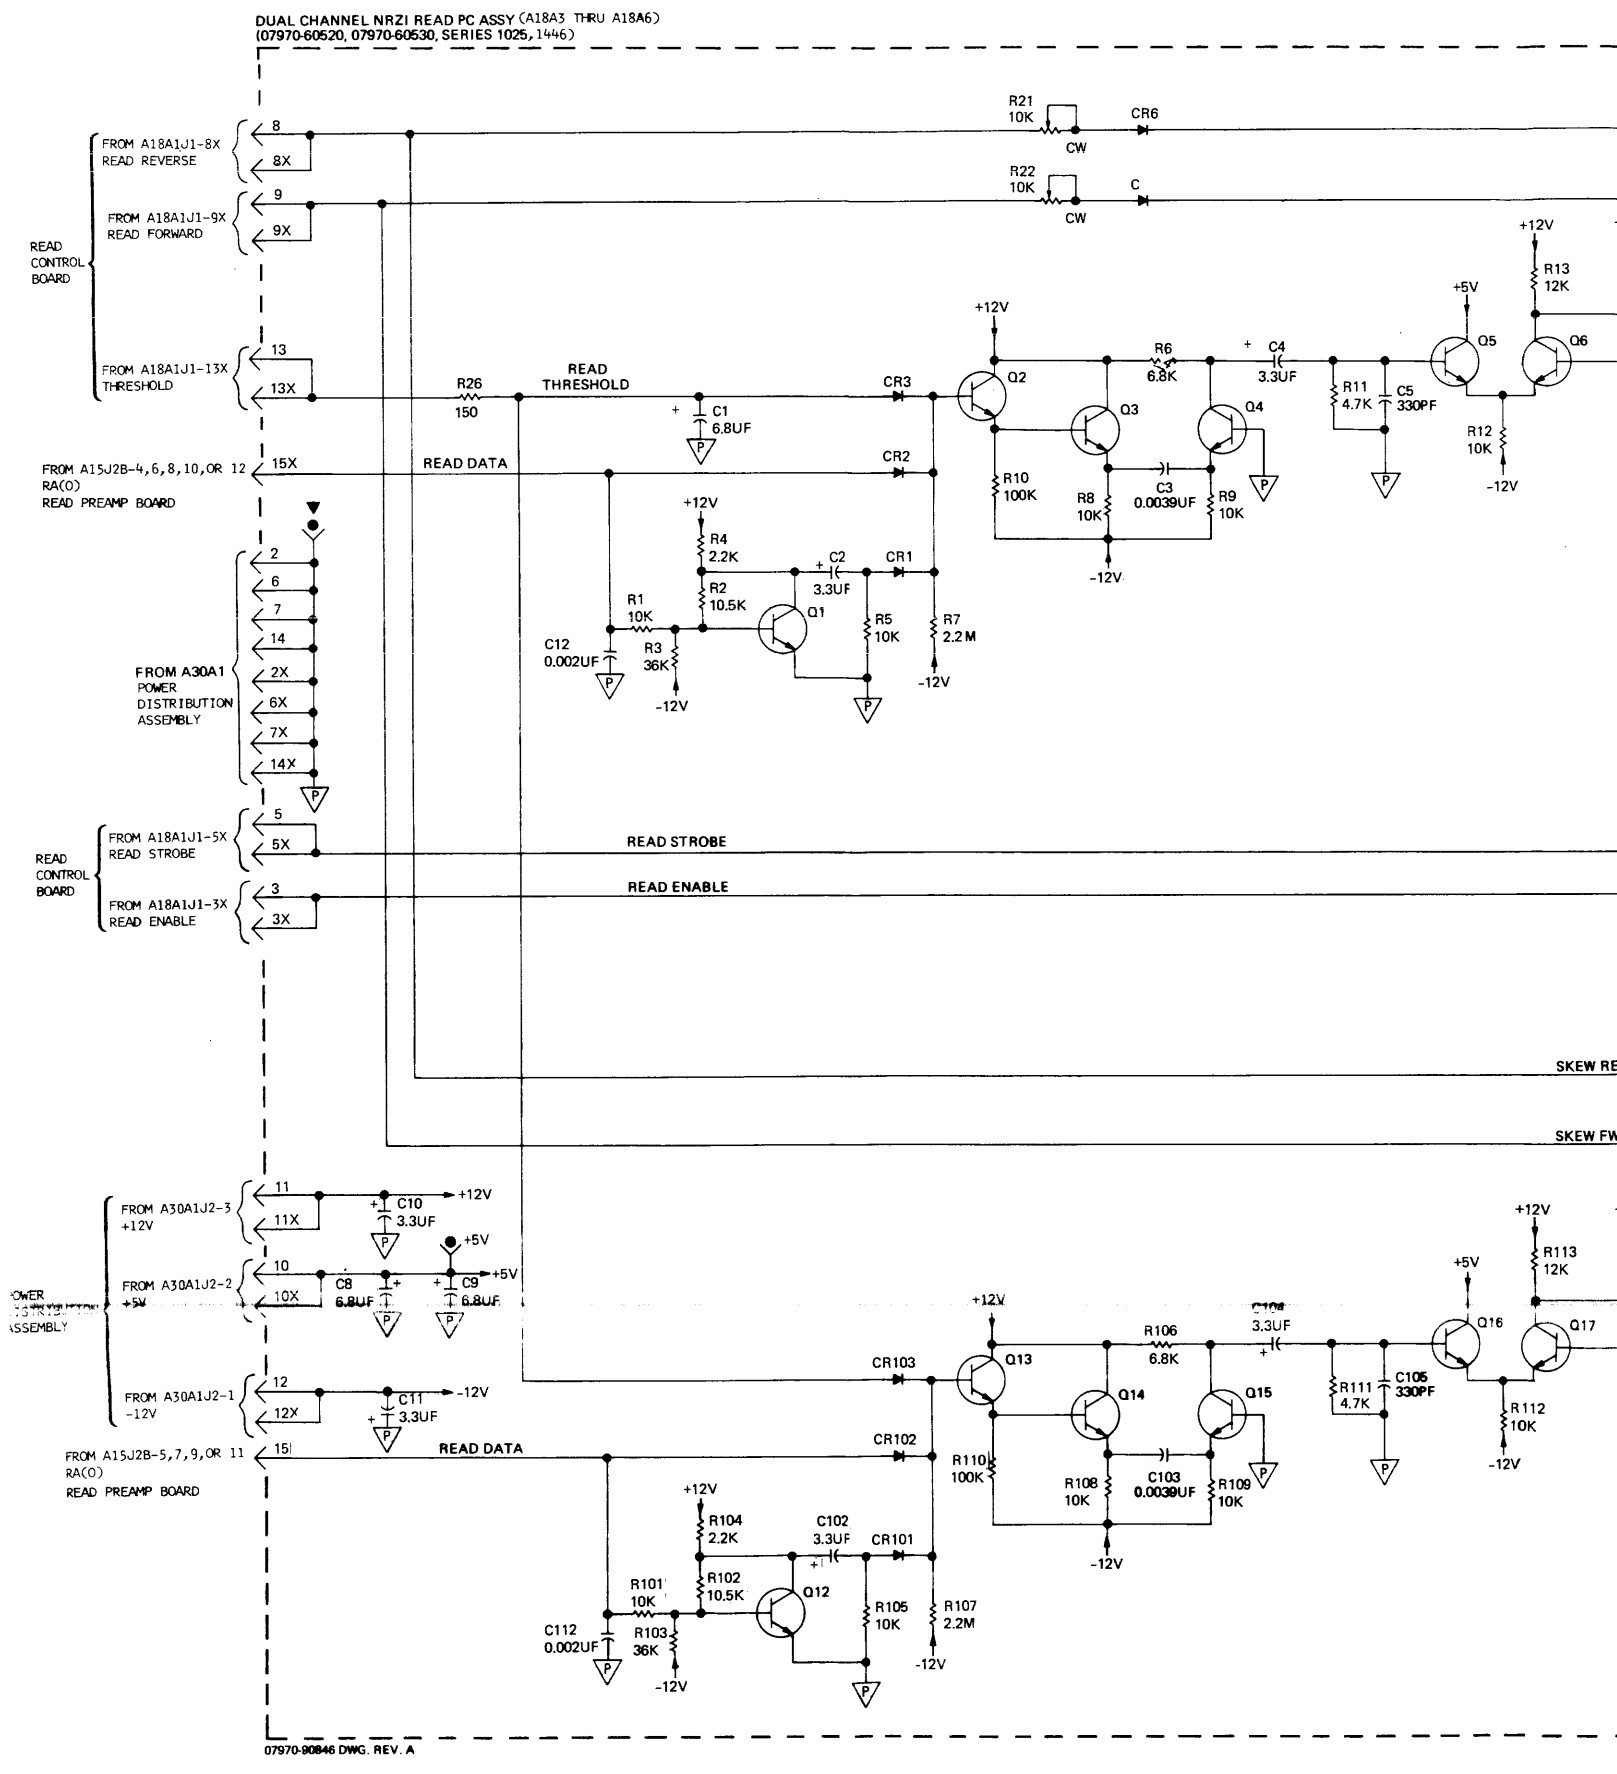 DUAL CHANNEL NRZI READ PC ASSY (A18A3 THRU A18A6)
(07970-60520, 07970-60530, SERIES 1025, 1446)
R21
10K
CW
CR6
R22
10K
CW
C
FROM A18A1J1-8X
READ REVERSE
8
8X
FROM A18A1J1-9X
READ FORWARD
9
9X
READ
CONTROL
BOARD
FROM A18A1J1-13X
THRESHOLD
13
13X
R26
150
READ
THRESHOLD
C1
+
6.8UF
P
CR3
FROM A15J2B-4,6,8,10,OR 12
RA(0)
READ PREAMP BOARD
15X
READ DATA
CR2
+12V
Q2
R10
100K
Q3
R8
10K
-12V
C3
0.0039UF
R6
6.8K
Q4
R9
10K
P
+
C4
3.3UF
R11
4.7K
C5
330PF
P
+5V
Q5
R12
10K
-12V
+12V
R13
12K
Q6
+12V
R4
2.2K
R2
10.5K
R1
10K
R3
36K
-12V
C12
0.002UF
P
Q1
+
C2
3.3UF
CR1
R5
10K
P
R7
2.2M
-12V
FROM A30A1
POWER
DISTRIBUTION
ASSEMBLY
2
6
7
14
2X
6X
7X
14X
P
READ
CONTROL
BOARD
FROM A18A1J1-5X
READ STROBE
5
5X
READ STROBE
FROM A18A1J1-3X
READ ENABLE
3
3X
READ ENABLE
SKEW RE
SKEW FW
FROM A30A1J2-3
+12V
11
11X
+
C10
3.3UF
P
+12V
OWER
SSEMBLY
FROM A30A1J2-2
+5V
10
10X
C8
+
6.8UF
P
+
C9
6.8UF
P
+5V
+5V
FROM A30A1J2-1
-12V
12
12X
+
C11
3.3UF
P
-12V
FROM A15J2B-5,7,9,OR 11
RA(0)
READ PREAMP BOARD
15
READ DATA
CR103
CR102
+12V
Q13
R110
100K
Q14
R108
10K
-12V
C103
0.0039UF
R106
6.8K
Q15
R109
10K
P
C104
3.3UF
+
R111
4.7K
C105
330PF
P
+5V
Q16
R112
10K
-12V
+12V
R113
12K
Q17
+12V
R104
2.2K
R102
10.5K
R101
10K
R103
36K
-12V
C112
0.002UF
P
Q12
C102
3.3UF
+
CR101
R105
10K
P
R107
2.2M
-12V
07970-90846 DWG. REV. A